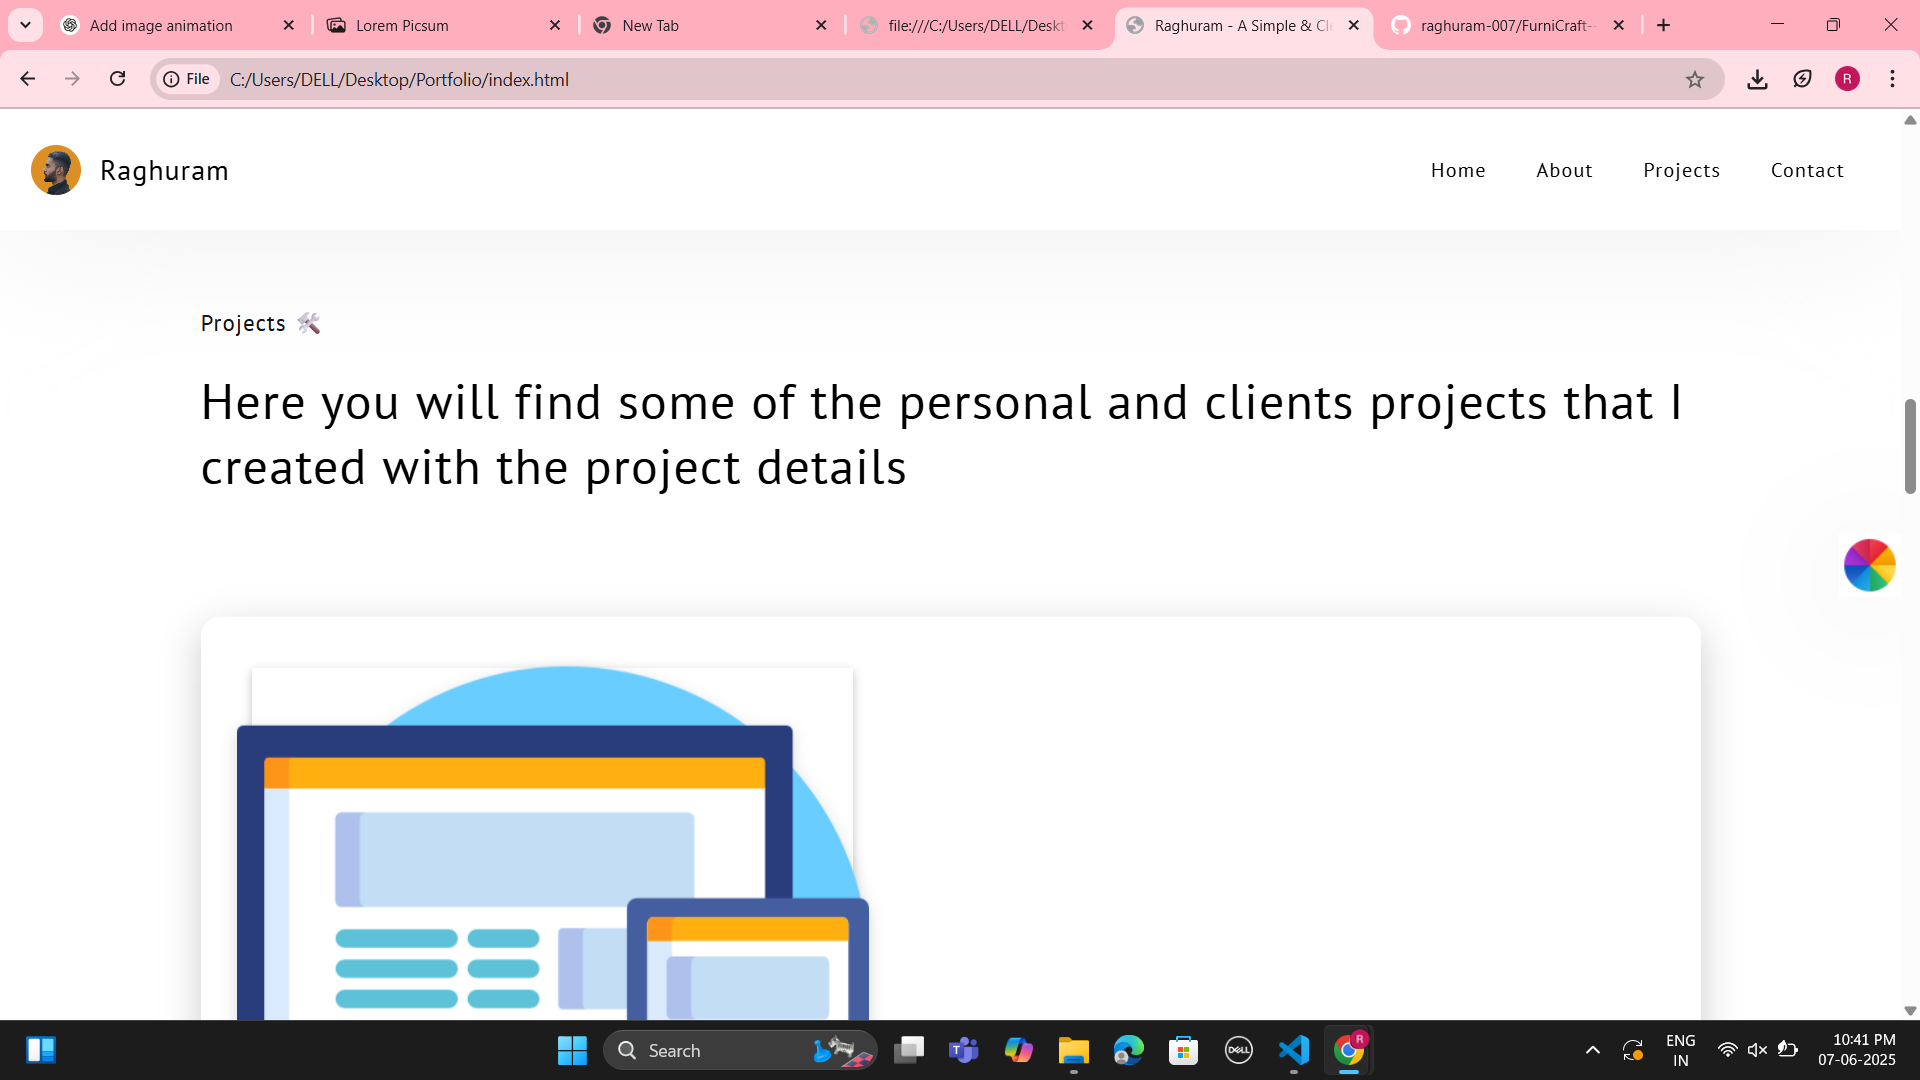 Add image animation
Lorem Picsum
New Tab
file:///C:/Users/DELL/Deskt
Raghuram - A Simple & Cl
raghuram-007/FurniCraft-
File
C:/Users/DELL/Desktop/Portfolio/index.html
R
Raghuram
Home
About
Projects
Contact
Projects 🛠
Here you will find some of the personal and clients projects that I
created with the project details
Search
T
DELL
R
ENG
IN
10:41 PM
07-06-2025